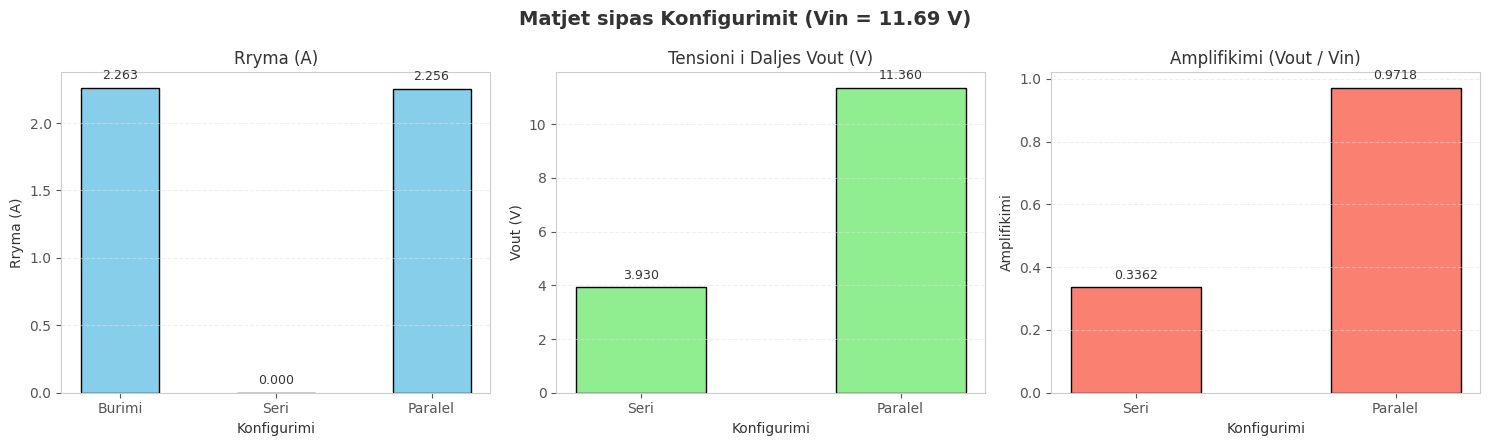 Matjet sipas Konfigurimit (Vin = 11.69 V)
Rryma (A)
2.263
0.000
2.256
2.0
1.5
1.0
0.5
0.0
Rryma (A)
Burimi
Seri
Paralel
Konfigurimi
Tensioni i Daljes Vout (V)
3.930
11.360
10
8
6
4
2
0
Vout (V)
Seri
Paralel
Konfigurimi
Amplifikimi (Vout / Vin)
0.3362
0.9718
1.0
0.8
0.6
0.4
0.2
0.0
Amplifikimi
Seri
Paralel
Konfigurimi